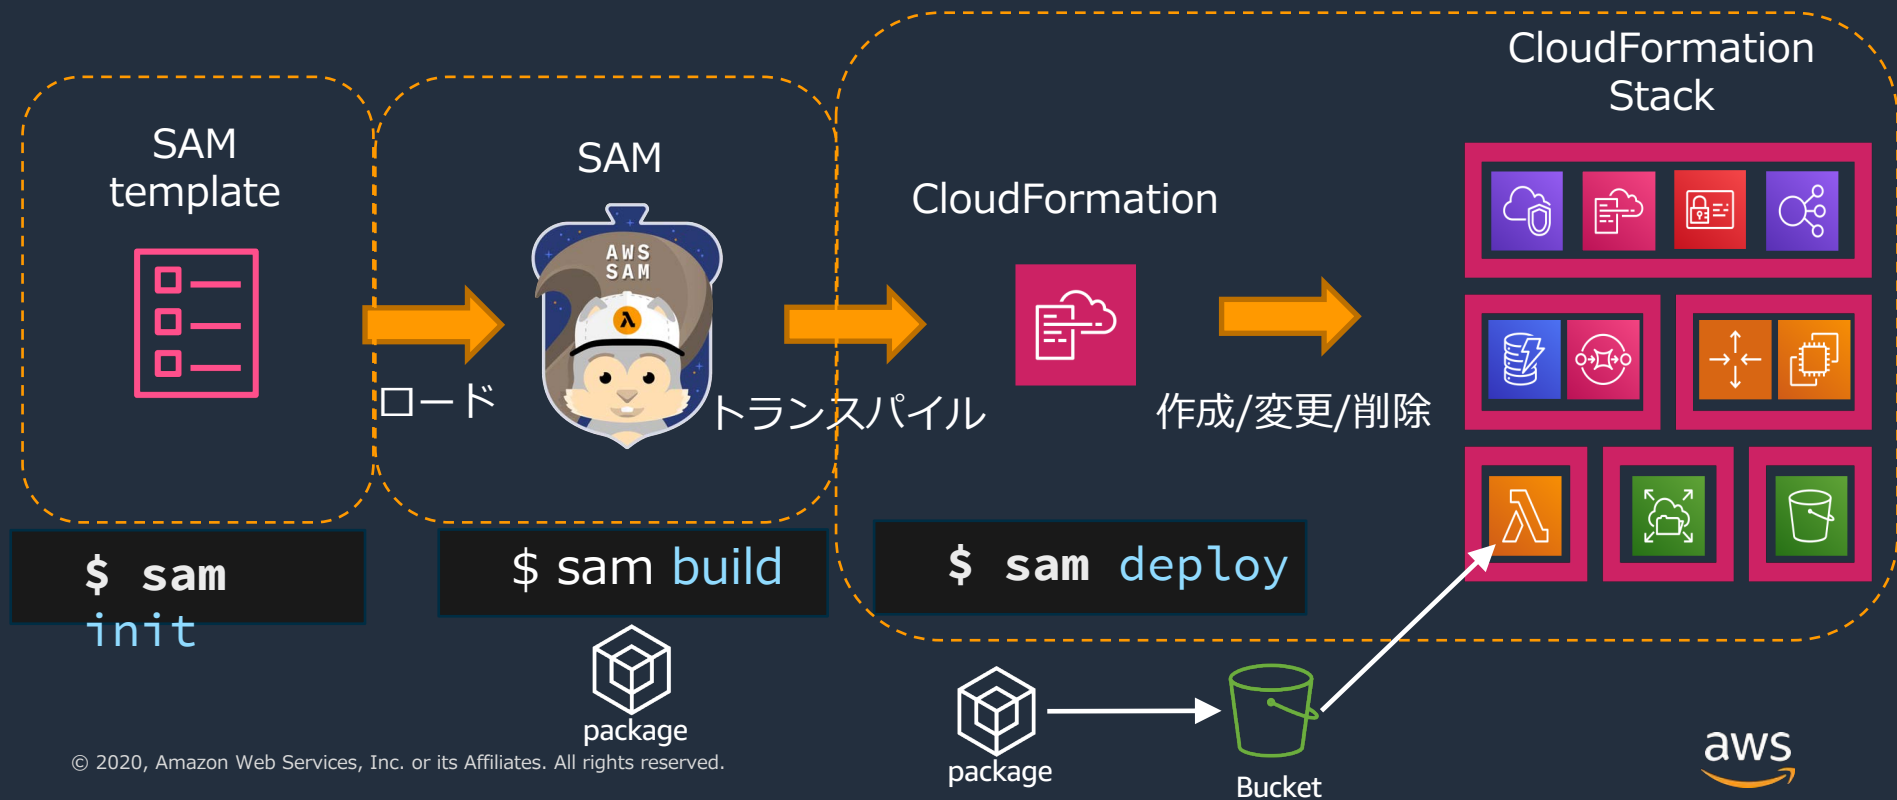 SAM
template
$ sam
init
ロード
SAM
AWS
SAM
$ sam build
package
トランスパイル
CloudFormation
作成/変更/削除
$ sam deploy
package
Bucket
CloudFormation
Stack
© 2020, Amazon Web Services, Inc. or its Affiliates. All rights reserved.
aws